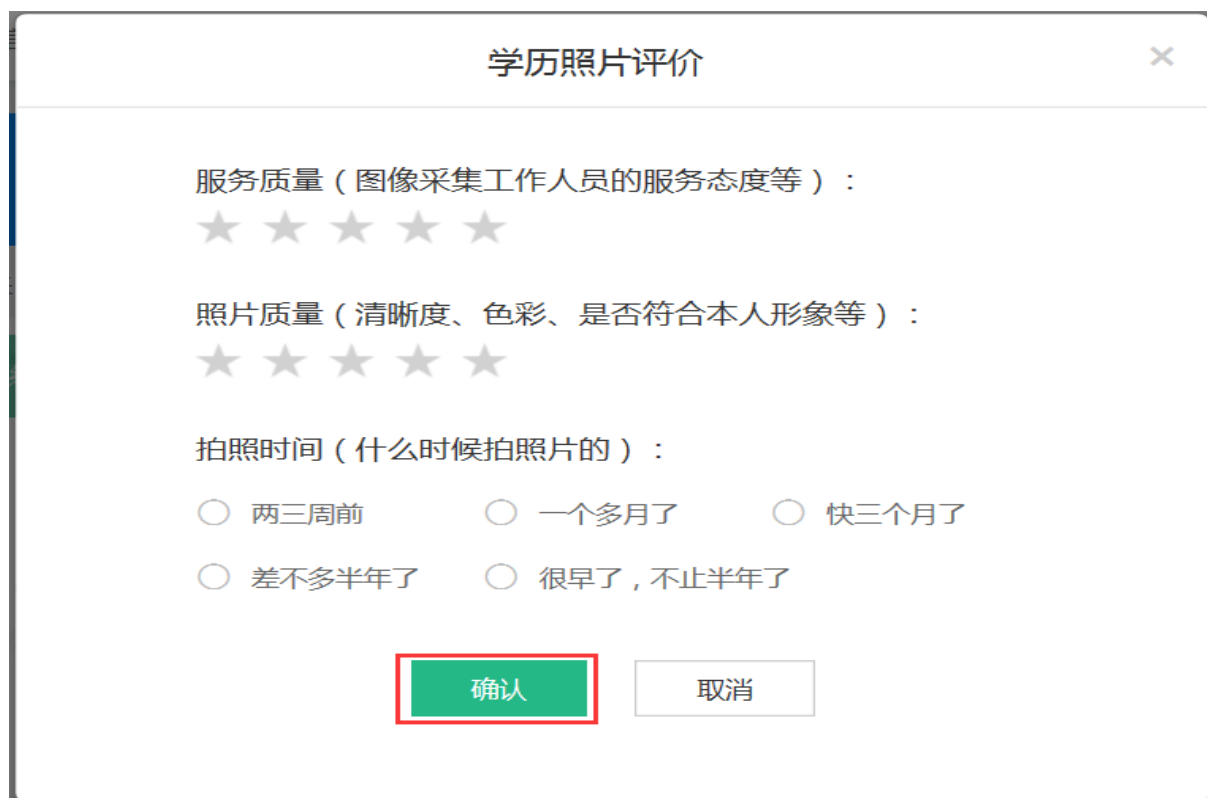 学历照片评价
服务质量（图像采集工作人员的服务态度等）：
照片质量（清晰度、色彩、是否符合本人形象等）：
拍照时间（什么时候拍照片的）：
两三周前 一个多月了 快三个月了
差不多半年了 很早了，不止半年了
确认 取消